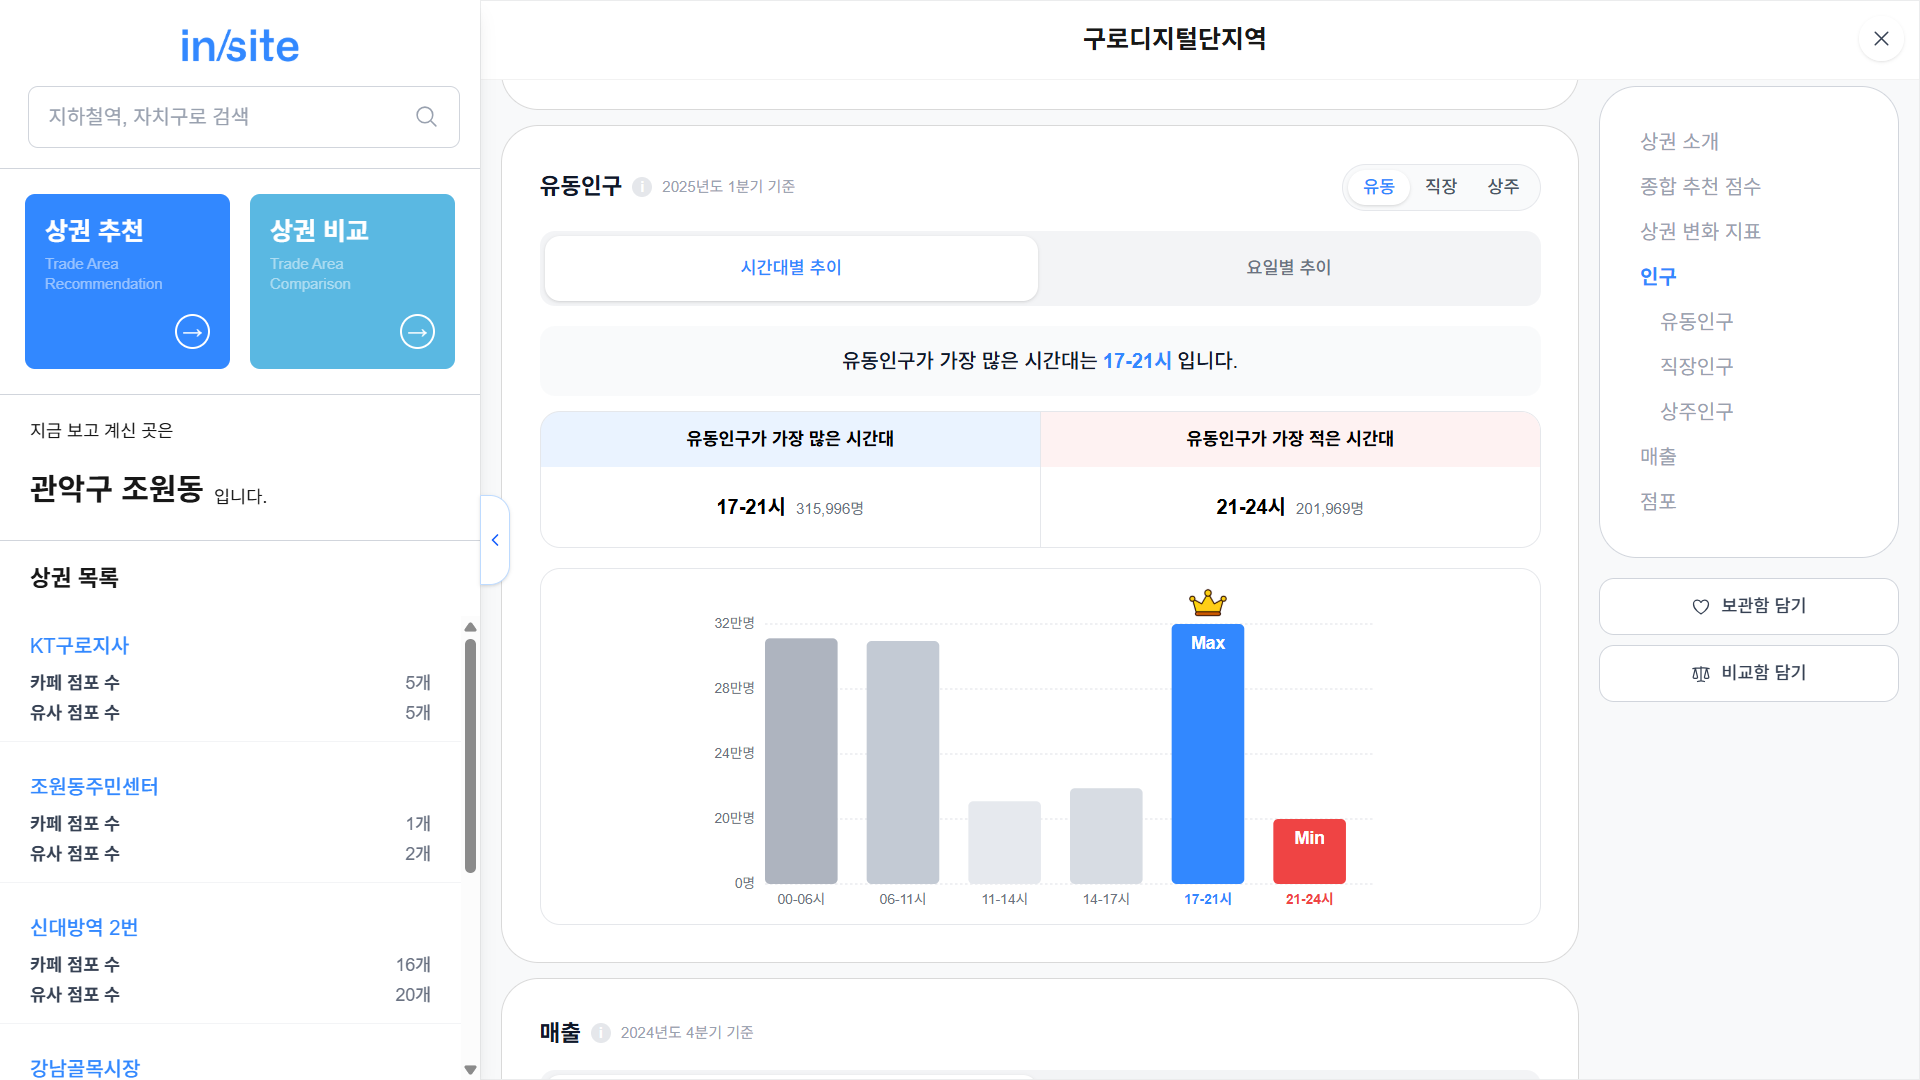 in/site
지하철역, 자치구로 검색
상권 추천
Trade Area
Recommendation
상권 비교
Trade Area
Comparison
지금 보고 계신 곳은
관악구 조원동 입니다.
상권 목록
KT구로지사
카페 점포 수 5개
유사 점포 수 5개
조원동주민센터
카페 점포 수 1개
유사 점포 수 2개
신대방역 2번
카페 점포 수 16개
유사 점포 수 20개
강남골목시장
구로디지털단지역
유동인구 i 2025년도 1분기 기준
유동 직장 상주
시간대별 추이 요일별 추이
유동인구가 가장 많은 시간대는 17-21시 입니다.
유동인구가 가장 많은 시간대 유동인구가 가장 적은 시간대
17-21시 315,996명 21-24시 201,969명
32만명
28만명
24만명
20만명
0명
Max
Min
00-06시 06-11시 11-14시 14-17시 17-21시 21-24시
매출 i 2024년도 4분기 기준
상권 소개
종합 추천 점수
상권 변화 지표
인구
유동인구
직장인구
상주인구
매출
점포
보관함 담기
비교함 담기